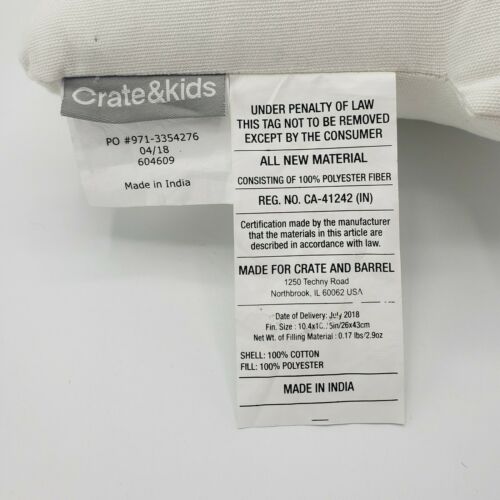 Crate&kids
PO #971-3354276
04/18
604609
Made in India
UNDER PENALTY OF LAW
THIS TAG NOT TO BE REMOVED
EXCEPT BY THE CONSUMER
ALL NEW MATERIAL
CONSISTING OF 100% POLYESTER FIBER
REG. NO. CA-41242 (IN)
Certification made by the manufacturer
that the materials in this article are
described in accordance with law.
MADE FOR CRATE AND BARREL
1250 Techny Road
Northbrook, IL 60062 USA
Date of Delivery: July 2018
Fin. Size : 
Net Wt. of Filling Material : 0.17 lbs/2.9oz
SHELL: 100% COTTON
FILL: 100% POLYESTER
MADE IN INDIA